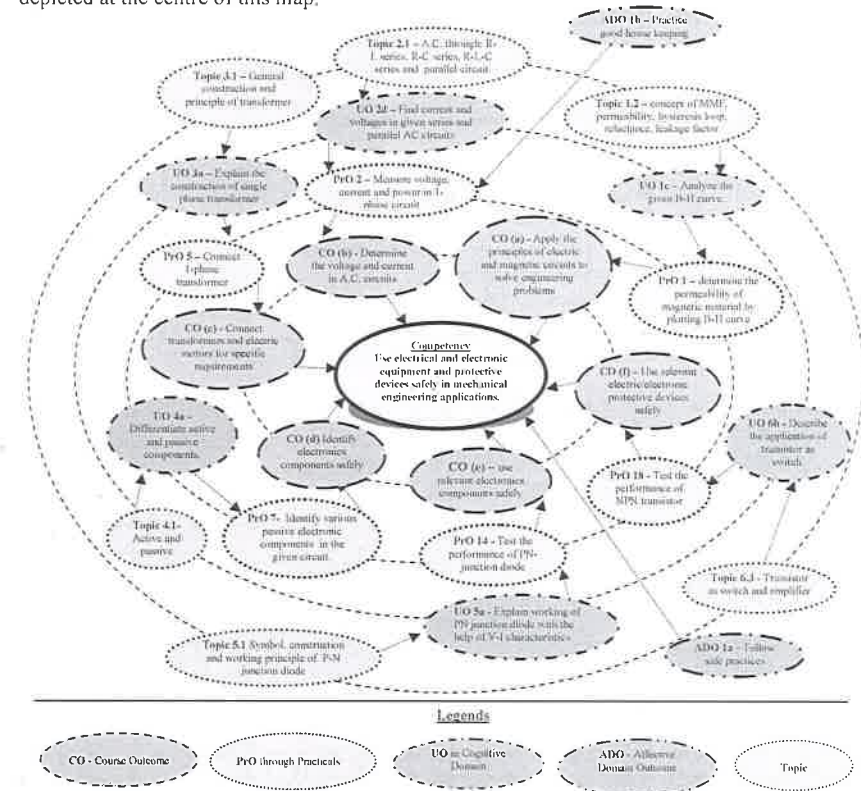 depicted at the centre of this map.
ADO 1b – Practice
good house keeping
Topic 2.1 – A.C. through R-
L series, R-C series, R-L-C
series and parallel circuit.
Topic 3.1 – General
construction and
principle of transformer
Topic 1.2 – concept of MMF,
permeability, hysteresis loop,
reluctance, leakage factor
UO 2d – Find current and
voltages in given series and
parallel AC circuits
UO 3a – Explain the
construction of single
phase transformer
PrO 2 – Measure voltage,
current and power in 1-
phase circuit
UO 1c – Analyze the
given B-H curve.
PrO 5 – Connect
1-phase
transformer
CO (b) - Determine
the voltage and current
in A.C. circuits
CO (a) - Apply the
principles of electric
and magnetic circuits to
solve engineering
problems
PrO 1 – determine the
permeability of
magnetic material by
plotting B-H curve
CO (c) - Connect
transformers and electric
motors for specific
requirements
Competency
Use electrical and electronic
equipment and protective
devices safely in mechanical
engineering applications.
CO (f) - Use relevant
electric/electronic
protective devices
safely
UO 4a -
Differentiate active
and passive
components.
CO (d) Identify
electronics
components safely
CO (e) – use
relevant electronics
components safely
UO 6b - Describe
the application of
transistor as
switch
Topic 4.1-
Active and
passive
PrO 7- Identify various
passive electronic
components in the
given circuit.
PrO 14 - Test the
performance of PN-
junction diode
PrO 18 - Test the
performance of
NPN transistor
Topic 6.3 - Transistor
as switch and amplifier
UO 5a - Explain working of
PN junction diode with the
help of V-I characteristics
Topic 5.1 Symbol, construction
and working principle of P-N
junction diode
ADO 1a - Follow
safe practices
Legends
CO - Course Outcome
PrO through Practicals
UO in Cognitive
Domain
ADO - Affective
Domain Outcome
Topic